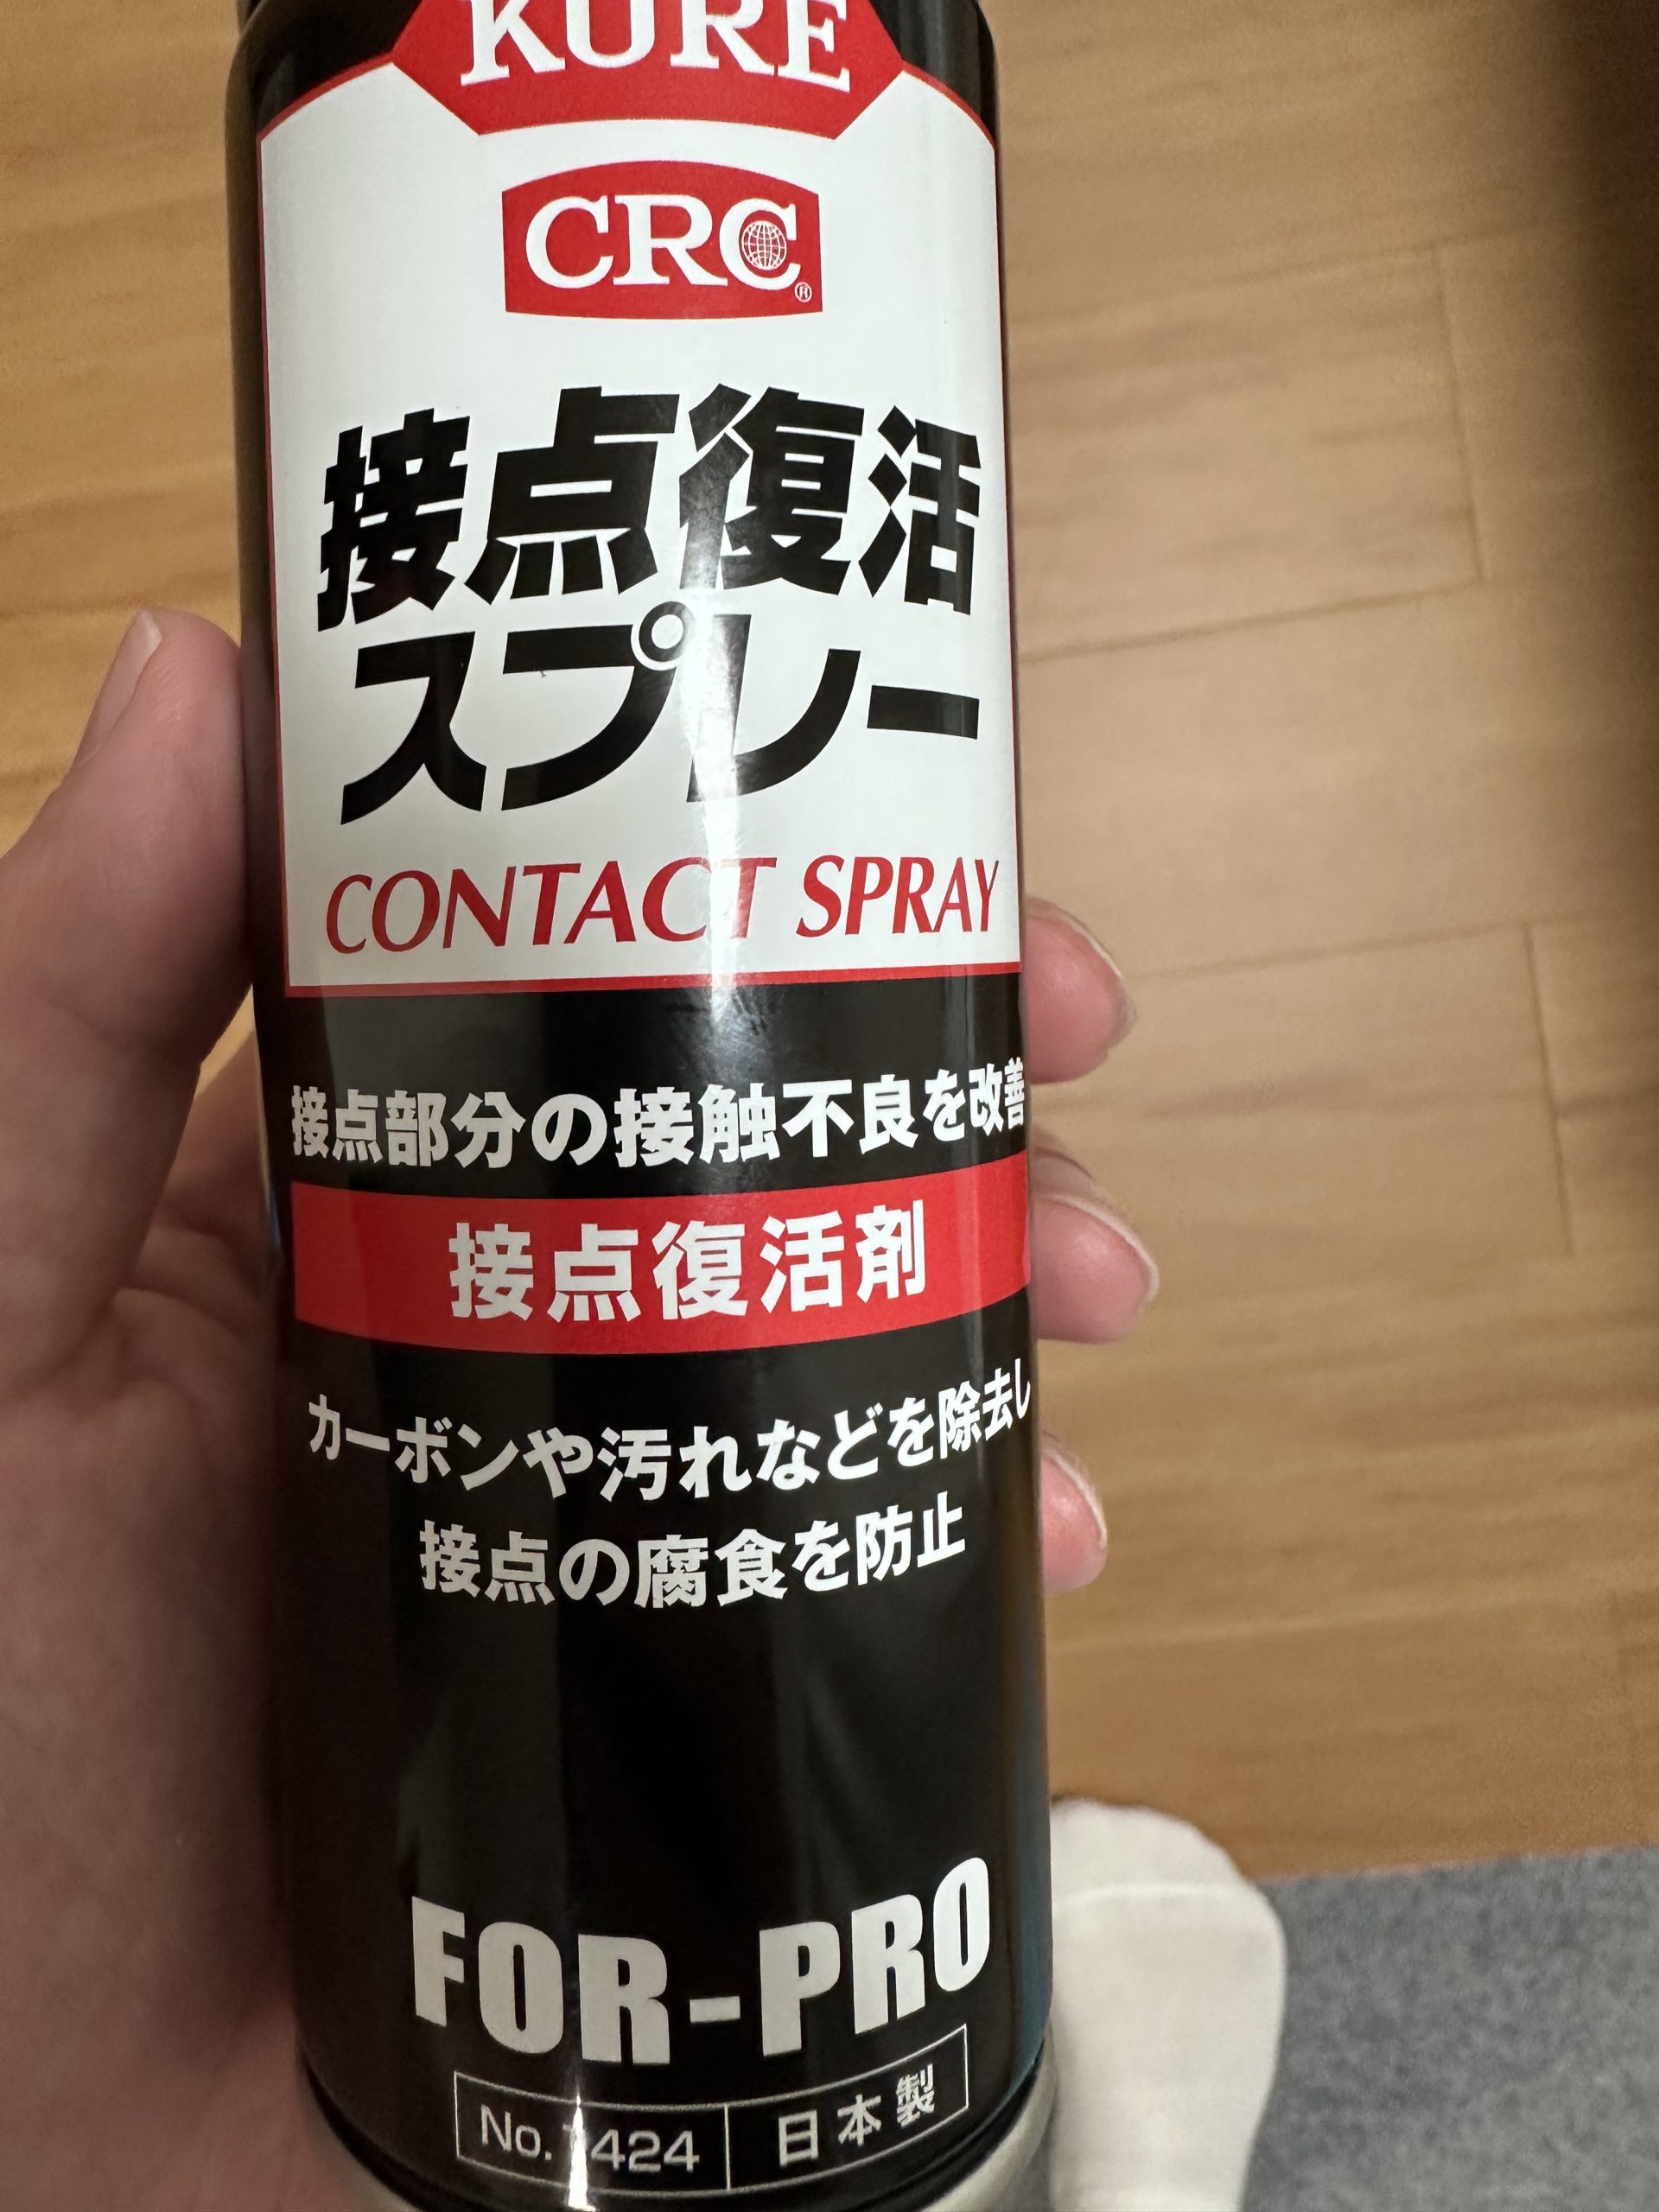 KURE
CRC®
接点復活
スプレー
CONTACT SPRAY
接点部分の接触不良を改善
接点復活剤
カーボンや汚れなどを除去し
接点の腐食を防止
FOR-PRO
No.1424 日本製